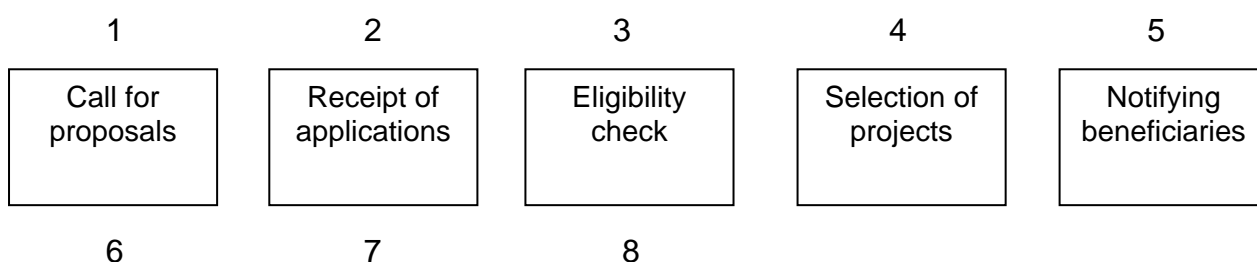 1 2 3 4 5
Call for
proposals
Receipt of
applications
Eligibility
check
Selection of
projects
Notifying
beneficiaries
6 7 8